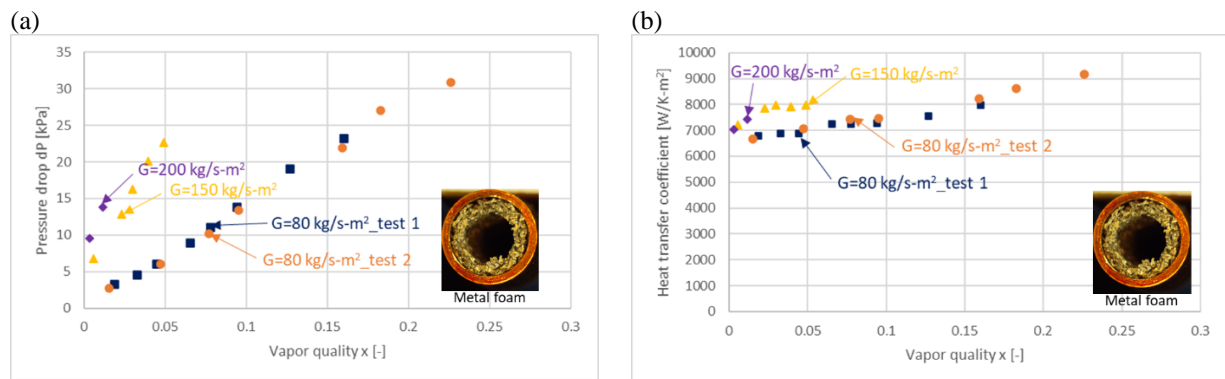 (a)
(b)
Pressure drop dP [kPa]
35
30
25
20
15
10
5
0
G=200 kg/s-m²
G=150 kg/s-m²
G=80 kg/s-m²_test 1
G=80 kg/s-m²_test 2
Metal foam
0
0.05
0.1
0.15
0.2
0.25
0.3
Vapor quality x [-]
Heat transfer coefficient [W/K-m²]
10000
9000
8000
7000
6000
5000
4000
3000
2000
1000
0
G=200 kg/s-m²
G=150 kg/s-m²
G=80 kg/s-m²_test 2
G=80 kg/s-m²_test 1
Metal foam
0
0.05
0.1
0.15
0.2
0.25
0.3
Vapor quality x [-]